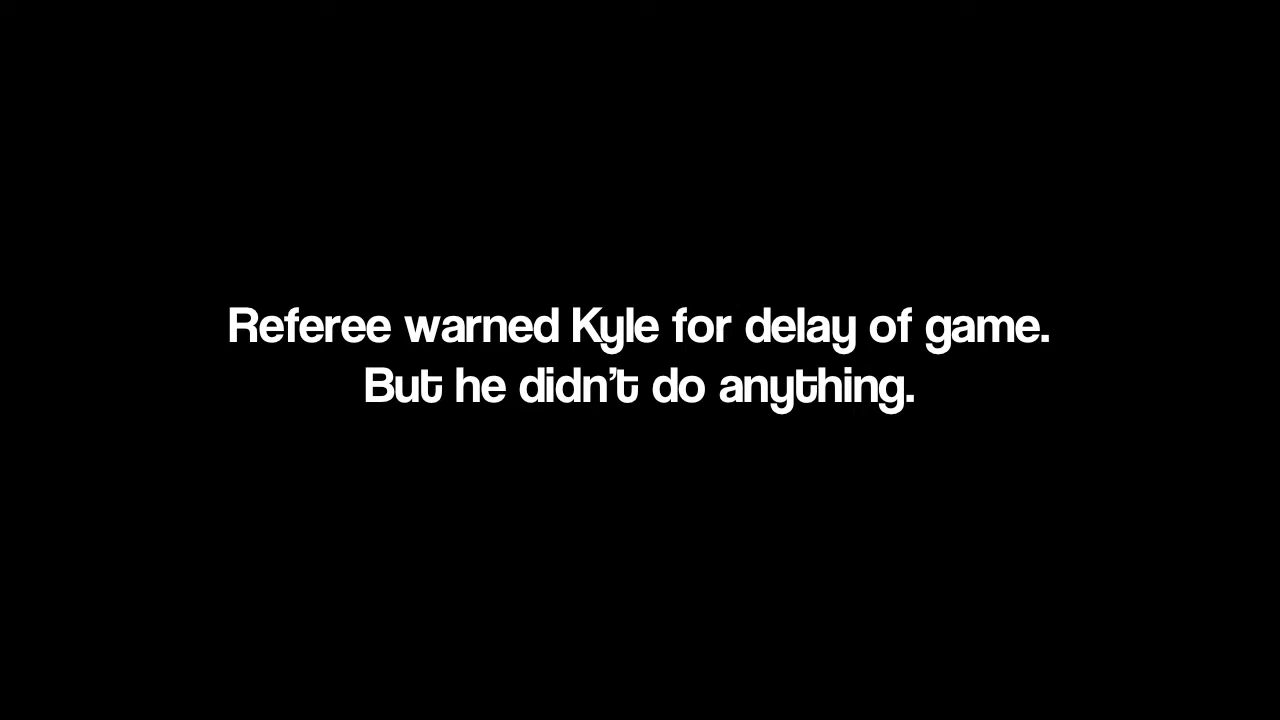 Referee warned Kyle for delay of game.
But he didn’t do anything.